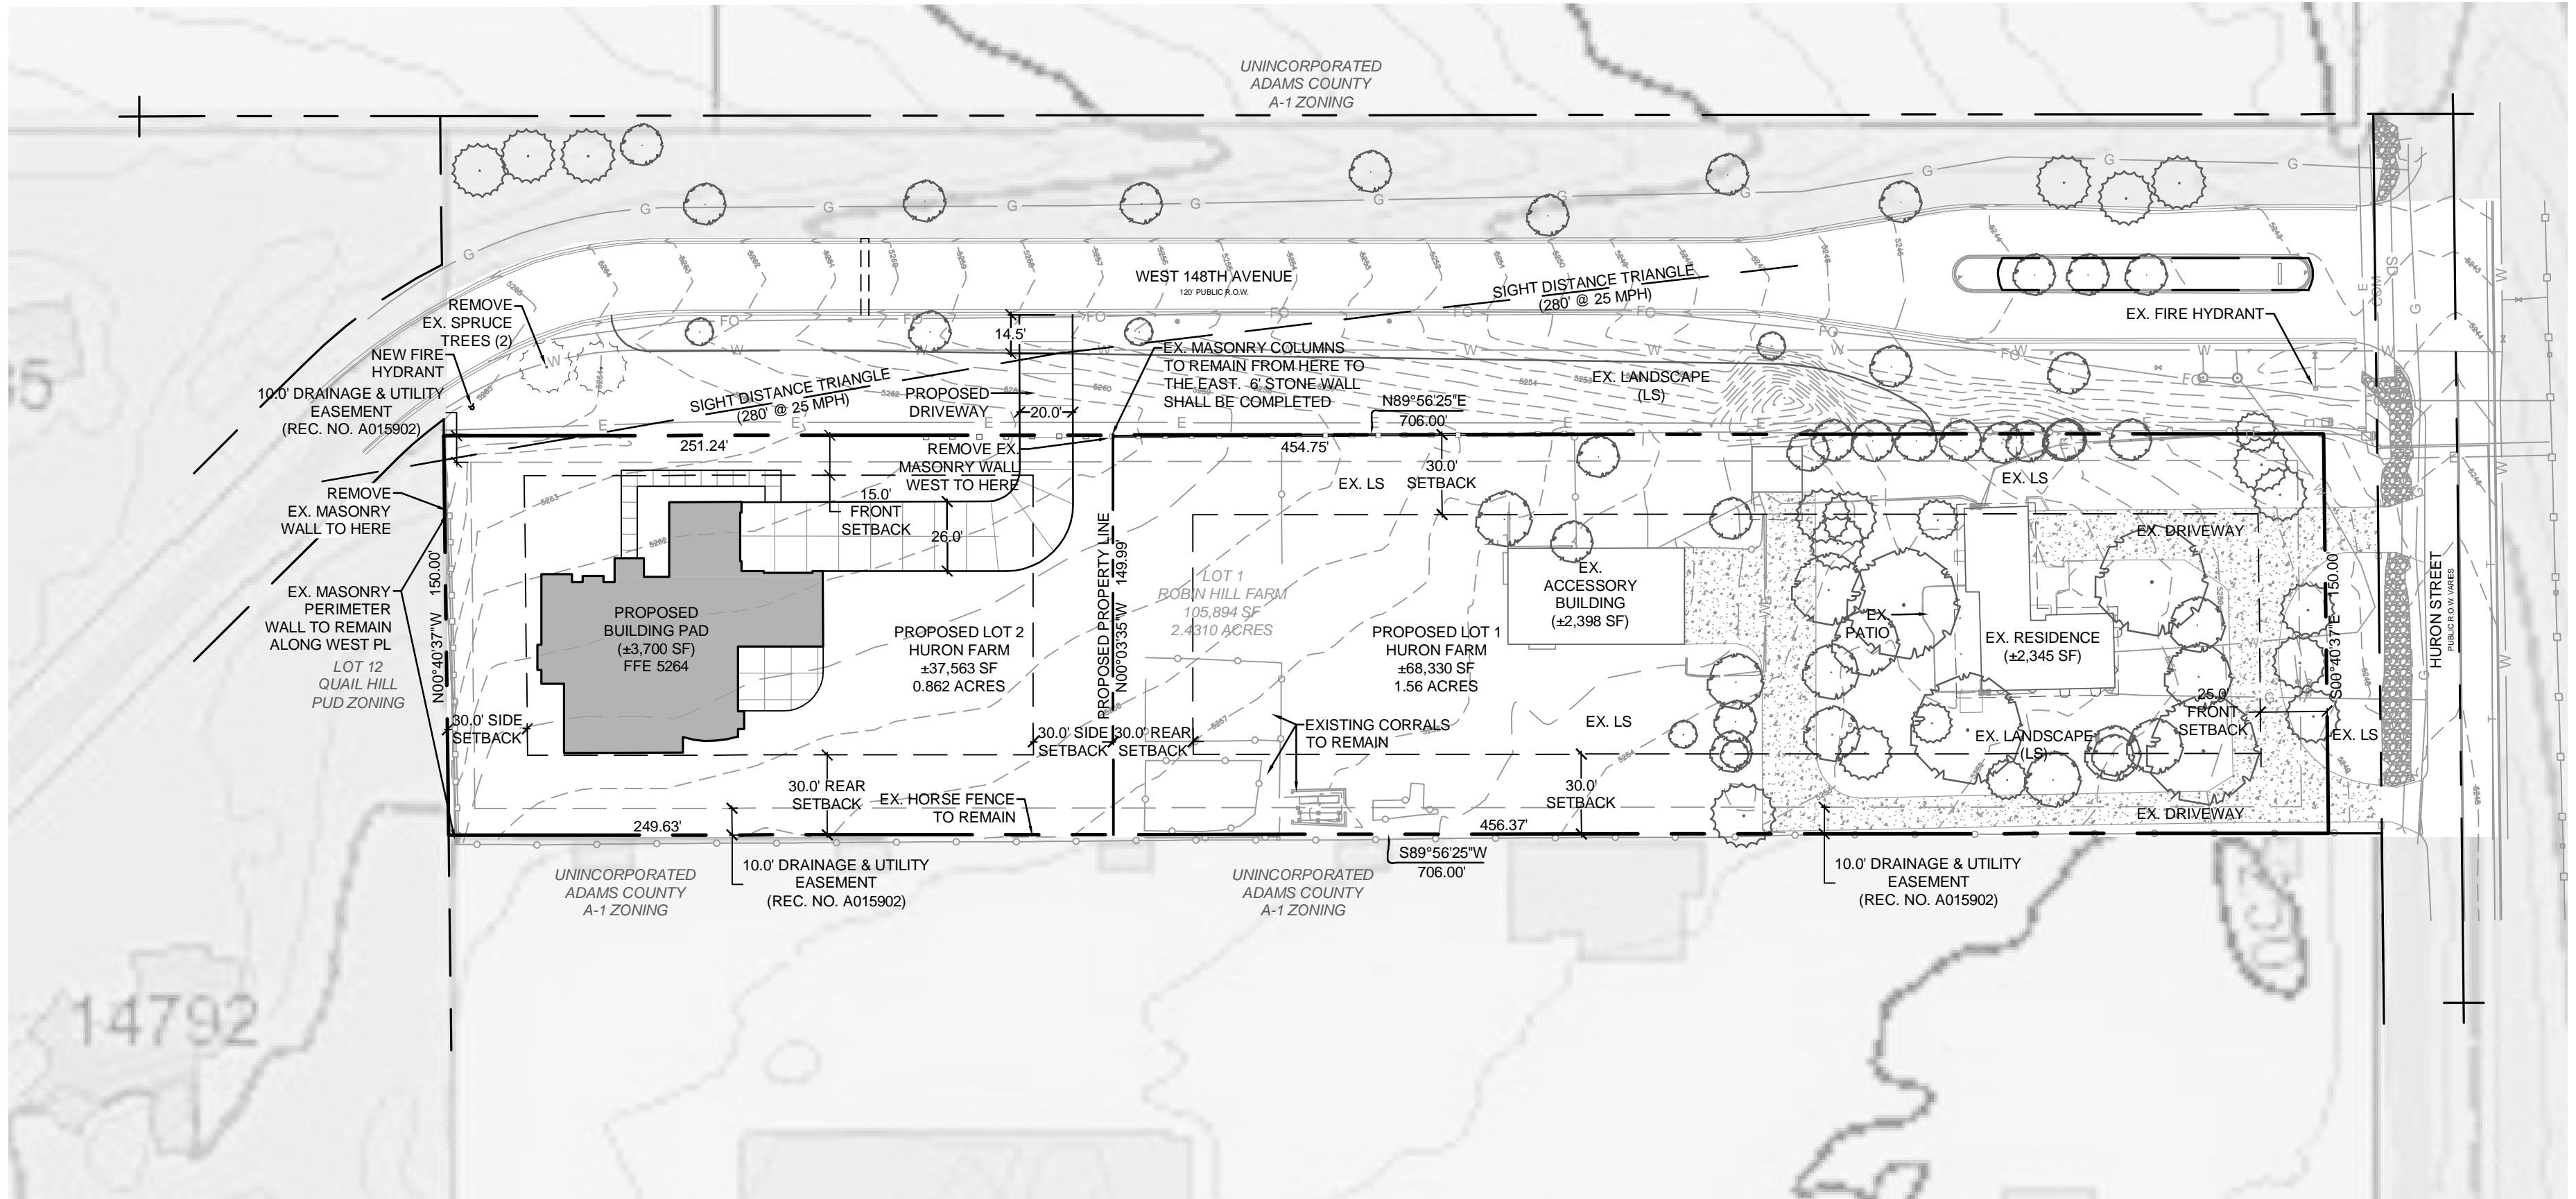 UNINCORPORATED
ADAMS COUNTY
A-1 ZONING
WEST 148TH AVENUE
120' PUBLIC R.O.W.
SIGHT DISTANCE TRIANGLE
(280' @ 25 MPH)
EX. FIRE HYDRANT
REMOVE
EX. SPRUCE
TREES (2)
NEW FIRE
HYDRANT
10.0' DRAINAGE & UTILITY
EASEMENT
(REC. NO. A015902)
14.5'
SIGHT DISTANCE TRIANGLE
(280' @ 25 MPH)
PROPOSED
DRIVEWAY
20.0'
EX. MASONRY COLUMNS
TO REMAIN FROM HERE TO
THE EAST. 6' STONE WALL
SHALL BE COMPLETED
EX. LANDSCAPE
(LS)
N89°56'25"E
706.00'
251.24'
REMOVE EX.
MASONRY WALL
WEST TO HERE
454.75'
30.0'
SETBACK
EX. LS
EX. LS
REMOVE
EX. MASONRY
WALL TO HERE
15.0'
FRONT
SETBACK
26.0'
EX. DRIVEWAY
N00°40'37"W 150.00'
PROPOSED PROPERTY LINE
N00°03'35"W 149.99'
LOT 1
ROBIN HILL FARM
105,894 SF
2.4310 ACRES
EX.
ACCESSORY
BUILDING
(±2,398 SF)
EX.
PATIO
EX. RESIDENCE
(±2,345 SF)
S00°40'37"E 150.00'
HURON STREET
PUBLIC R.O.W. VARES
EX. MASONRY
PERIMETER
WALL TO REMAIN
ALONG WEST PL
LOT 12
QUAIL HILL
PUD ZONING
PROPOSED
BUILDING PAD
(±3,700 SF)
FFE 5264
PROPOSED LOT 2
HURON FARM
±37,563 SF
0.862 ACRES
PROPOSED LOT 1
HURON FARM
±68,330 SF
1.56 ACRES
30.0' SIDE
SETBACK
30.0' SIDE
SETBACK
30.0' REAR
SETBACK
EXISTING CORRALS
TO REMAIN
EX. LS
25.0'
FRONT
SETBACK
EX. LANDSCAPE
(LS)
EX. LS
30.0' REAR
SETBACK
EX. HORSE FENCE
TO REMAIN
30.0'
SETBACK
EX. DRIVEWAY
249.63'
456.37'
S89°56'25"W
706.00'
10.0' DRAINAGE & UTILITY
EASEMENT
(REC. NO. A015902)
10.0' DRAINAGE & UTILITY
EASEMENT
(REC. NO. A015902)
UNINCORPORATED
ADAMS COUNTY
A-1 ZONING
UNINCORPORATED
ADAMS COUNTY
A-1 ZONING
14792